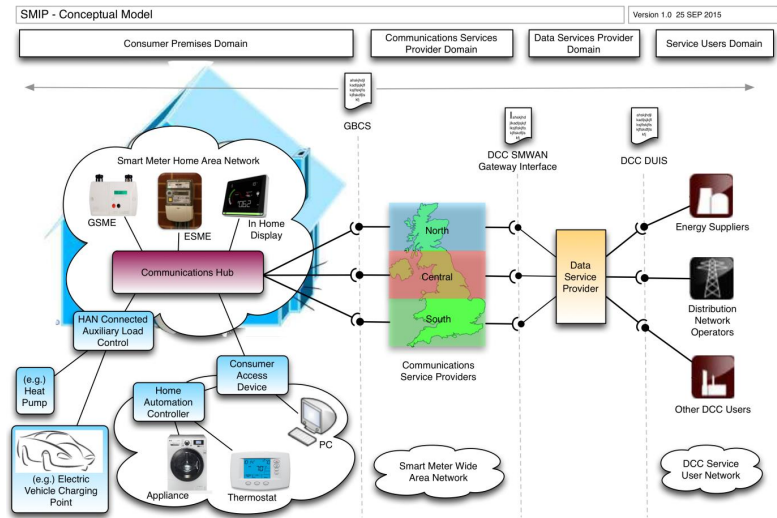 SMIP - Conceptual Model
Version 1.0  25 SEP 2015
Consumer Premises Domain
Communications Services
Provider Domain
Data Services Provider
Domain
Service Users Domain
GBCS
DCC SMWAN
Gateway Interface
DCC DUIS
Smart Meter Home Area Network
GSME
ESME
In Home
Display
Communications Hub
North
Central
South
Communications
Service Providers
Data
Service
Provider
Energy Suppliers
Distribution
Network
Operators
Other DCC Users
HAN Connected
Auxiliary Load
Control
(e.g.)
Heat
Pump
(e.g.) Electric
Vehicle Charging
Point
Consumer
Access
Device
Home
Automation
Controller
PC
Appliance
Thermostat
Smart Meter Wide
Area Network
DCC Service
User Network